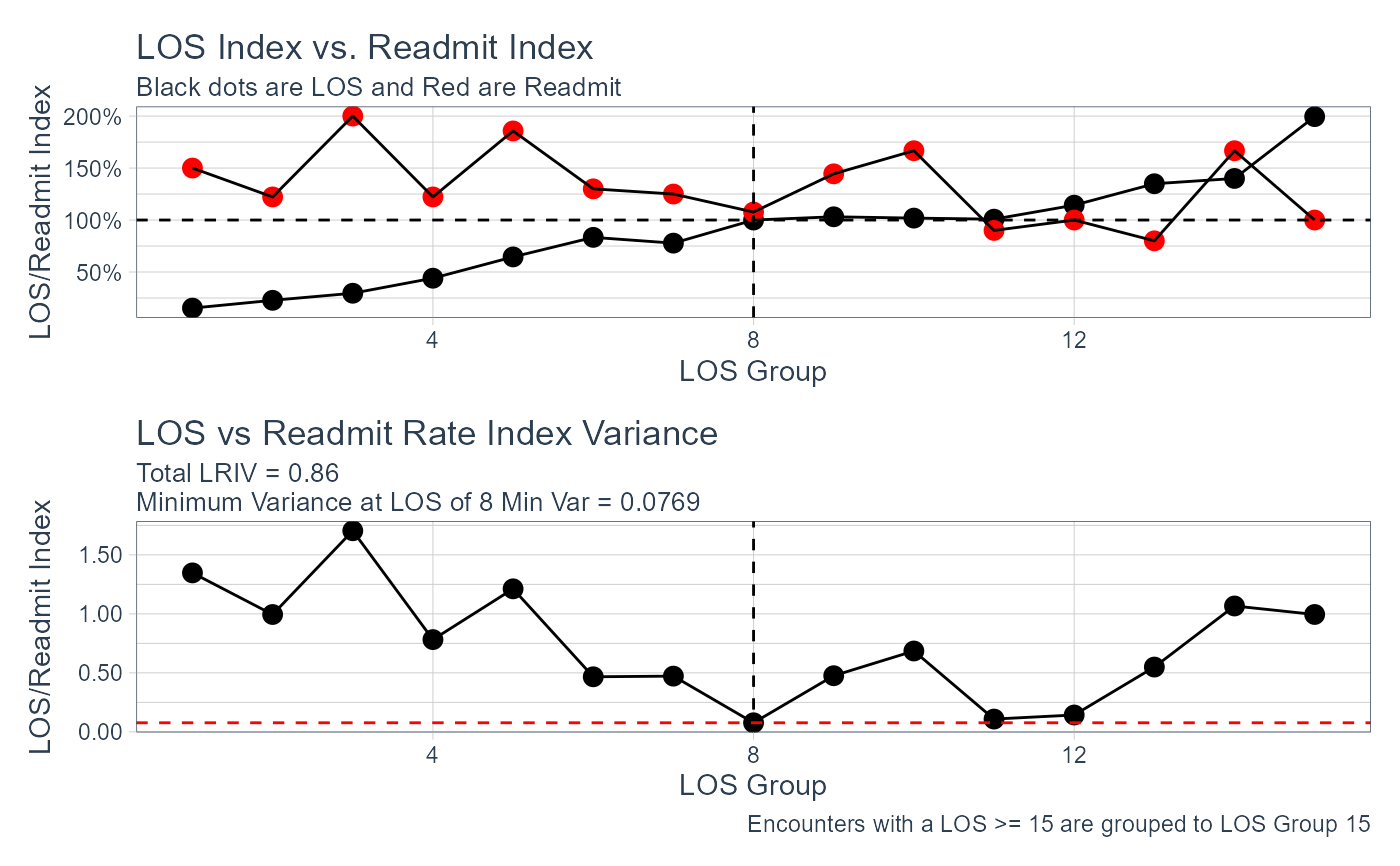 LOS Index vs. Readmit Index
Black dots are LOS and Red are Readmit
LOS/Readmit Index
200%
150%
100%
50%
4 8 12
LOS Group
LOS vs Readmit Rate Index Variance
Total LRIV = 0.86
Minimum Variance at LOS of 8 Min Var = 0.0769
LOS/Readmit Index
1.50
1.00
0.50
0.00
4 8 12
LOS Group
Encounters with a LOS >= 15 are grouped to LOS Group 15